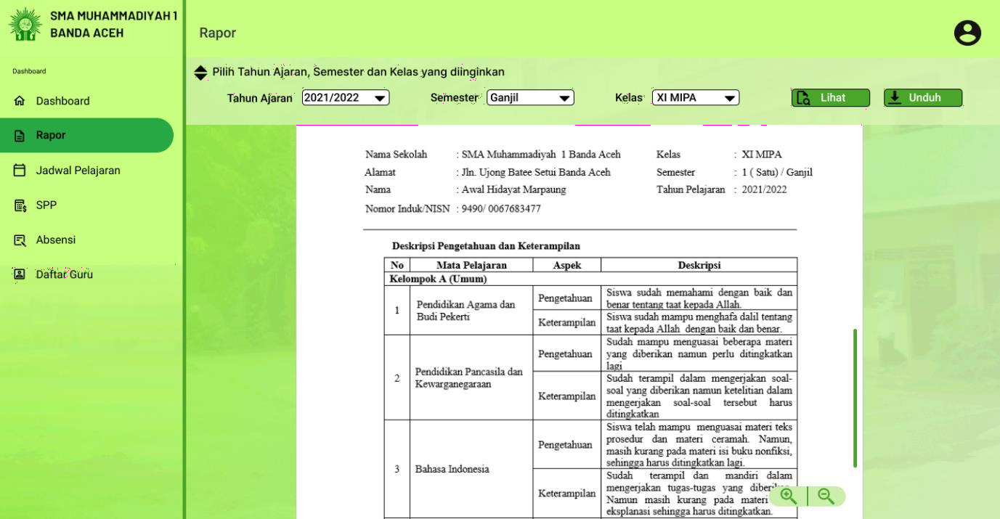 SMA MUHAMMADIYAH 1
BANDA ACEH
Rapor
Dashboard
Dashboard
Rapor
Jadwal Pelajaran
SPP
Absensi
Daftar Guru
Pilih Tahun Ajaran, Semester dan Kelas yang diinginkan
Tahun Ajaran 2021/2022 Semester Ganjil Kelas XI MIPA Lihat Unduh
Nama Sekolah : SMA Muhammadiyah 1 Banda Aceh Kelas : XI MIPA
Alamat : Jln. Ujong Batee Setui Banda Aceh Semester : 1 ( Satu) / Ganjil
Nama : Awal Hidayat Marpaung Tahun Pelajaran : 2021/2022
Nomor Induk/NISN : 9490/ 0067683477
Deskripsi Pengetahuan dan Keterampilan
No Mata Pelajaran Aspek Deskripsi
Kelompok A (Umum)
1
Pendidikan Agama dan
Budi Pekerti
Pengetahuan
Siswa sudah memahami dengan baik dan
benar tentang taat kepada Allah.
Keterampilan
Siswa sudah mampu menghafa dalil tentang
taat kepada Allah dengan baik dan benar.
2
Pendidikan Pancasila dan
Kewarganegaraan
Pengetahuan
Sudah mampu menguasai beberapa materi
yang diberikan namun perlu ditingkatkan
lagi
Keterampilan
Sudah terampil dalam mengerjakan soal-
soal yang diberikan namun ketelitian dalam
mengerjakan soal-soal tersebut harus
ditingkatkan
3
Bahasa Indonesia
Pengetahuan
Siswa telah mampu menguasai materi teks
prosedur dan materi ceramah. Namun,
masih kurang pada materi isi buku nonfiksi,
sehingga harus ditingkatkan lagi.
Keterampilan
Sudah terampil dan mandiri dalam
mengerjakan tugas-tugas yang
Namun masih kurang pada materi
eksplanasi sehingga harus ditingkatkan.